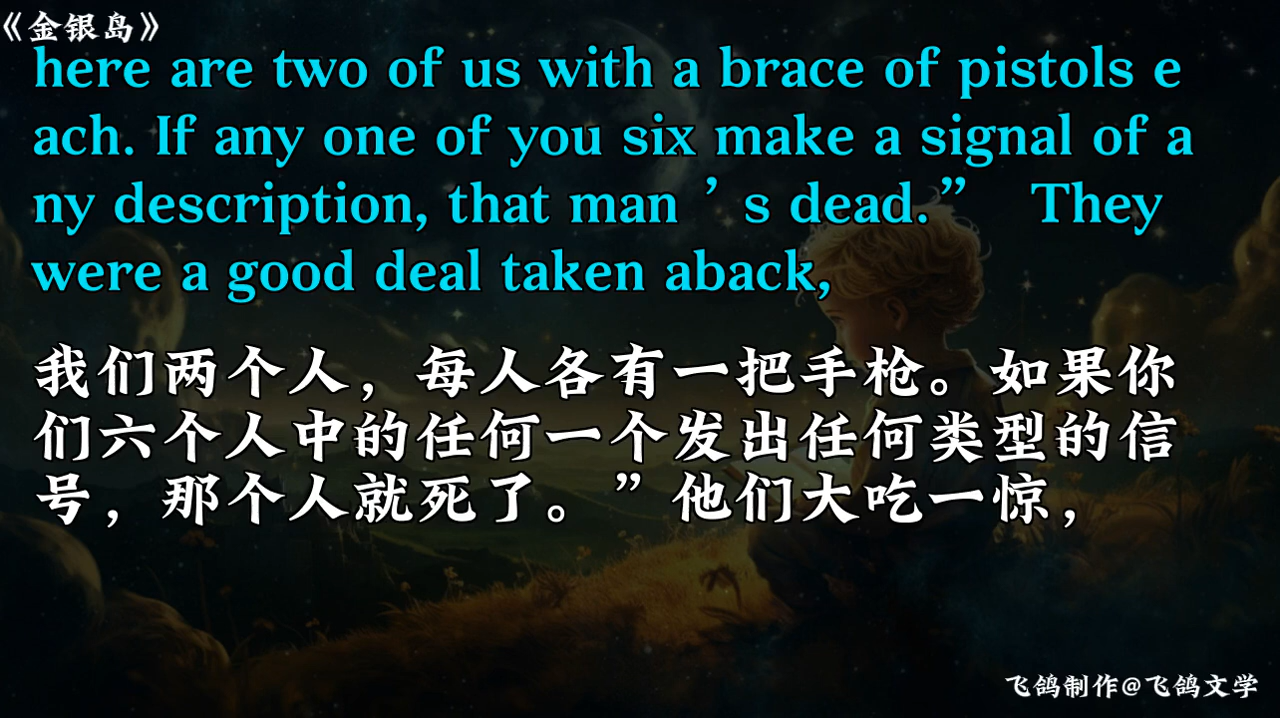 《金银岛》
here are two of us with a brace of pistols e
ach. If any one of you six make a signal of a
ny description, that man ’ s dead.”　They
were a good deal taken aback,
我们两个人，每人各有一把手枪。如果你
们六个人中的任何一个发出任何类型的信
号，那个人就死了。”他们大吃一惊，
飞鸽制作@飞鸽文学